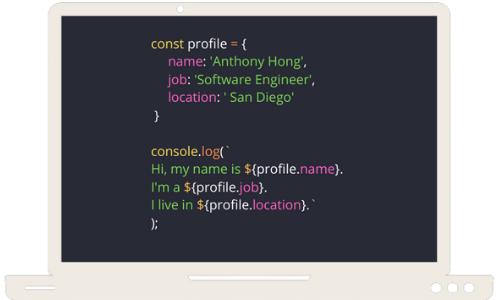 const profile = {
name: 'Anthony Hong',
job: 'Software Engineer',
location: ' San Diego'
}
console.log(`
Hi, my name is ${profile.name}.
I'm a ${profile.job}.
I live in ${profile.location}.`
);